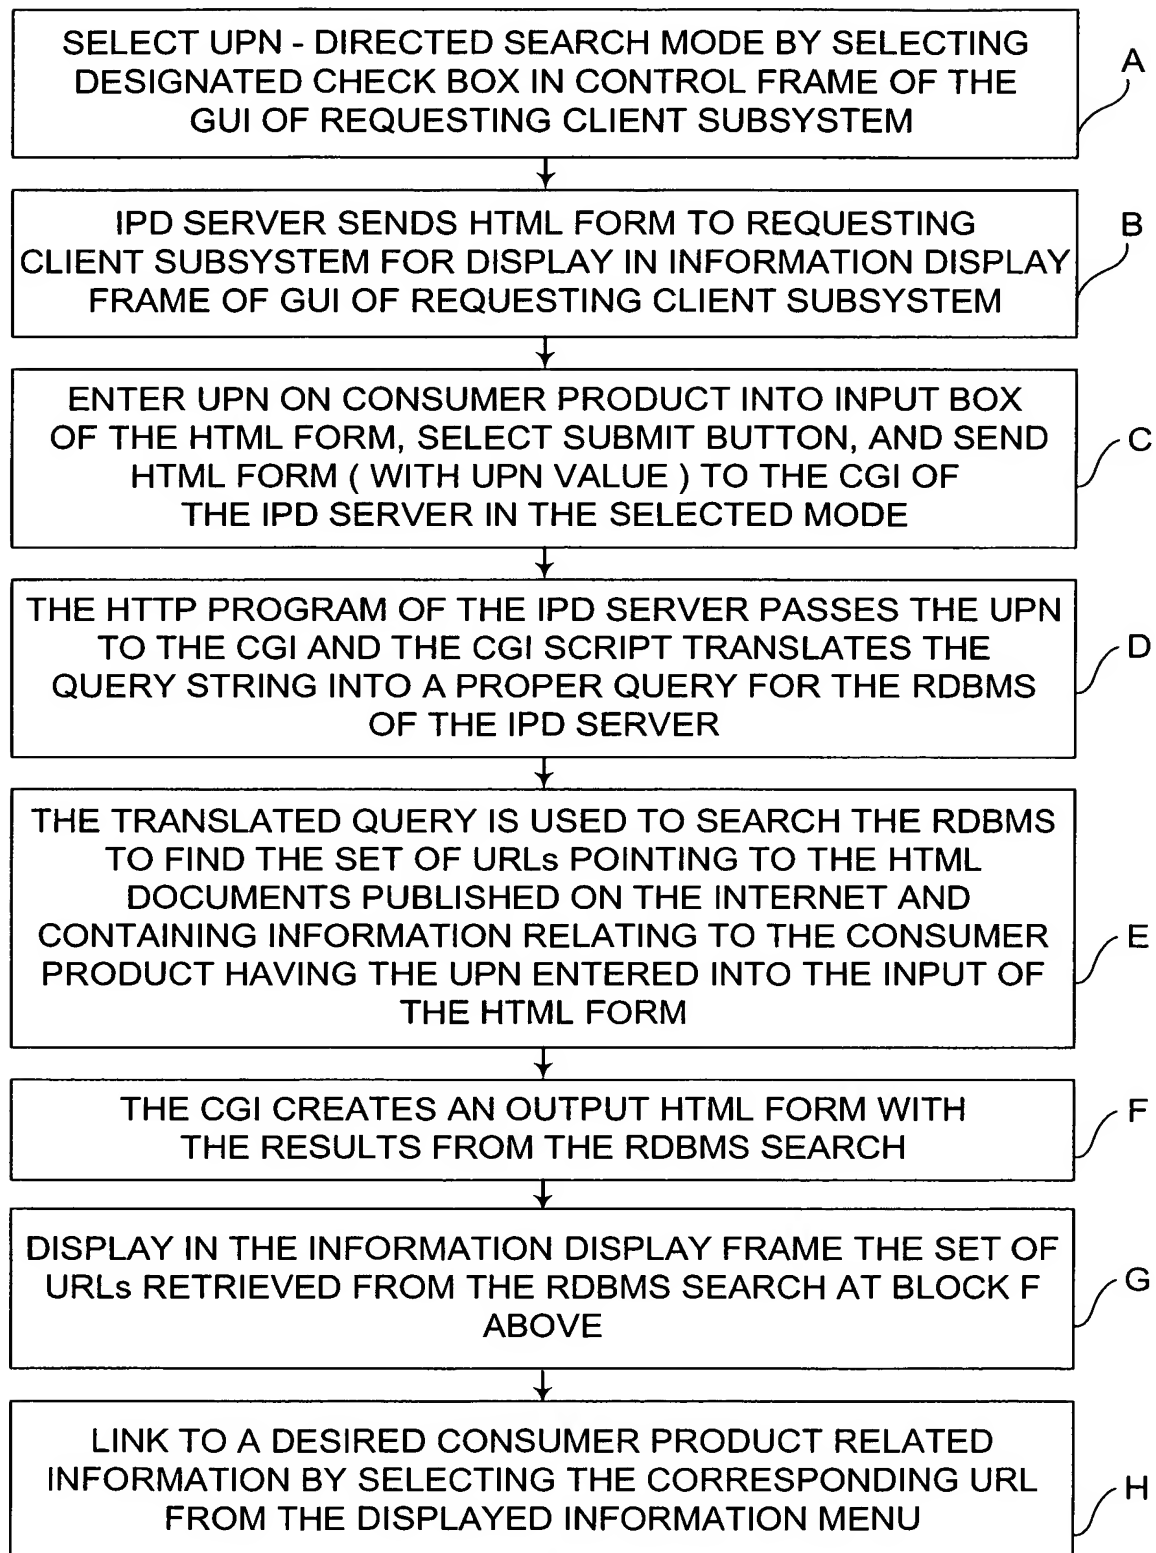 SELECT UPN - DIRECTED SEARCH MODE BY SELECTING
DESIGNATED CHECK BOX IN CONTROL FRAME OF THE
GUI OF REQUESTING CLIENT SUBSYSTEM
A
IPD SERVER SENDS HTML FORM TO REQUESTING
CLIENT SUBSYSTEM FOR DISPLAY IN INFORMATION DISPLAY
FRAME OF GUI OF REQUESTING CLIENT SUBSYSTEM
B
ENTER UPN ON CONSUMER PRODUCT INTO INPUT BOX
OF THE HTML FORM, SELECT SUBMIT BUTTON, AND SEND
HTML FORM ( WITH UPN VALUE ) TO THE CGI OF
THE IPD SERVER IN THE SELECTED MODE
C
THE HTTP PROGRAM OF THE IPD SERVER PASSES THE UPN
TO THE CGI AND THE CGI SCRIPT TRANSLATES THE
QUERY STRING INTO A PROPER QUERY FOR THE RDBMS
OF THE IPD SERVER
D
THE TRANSLATED QUERY IS USED TO SEARCH THE RDBMS
TO FIND THE SET OF URLs POINTING TO THE HTML
DOCUMENTS PUBLISHED ON THE INTERNET AND
CONTAINING INFORMATION RELATING TO THE CONSUMER
PRODUCT HAVING THE UPN ENTERED INTO THE INPUT OF
THE HTML FORM
E
THE CGI CREATES AN OUTPUT HTML FORM WITH
THE RESULTS FROM THE RDBMS SEARCH
F
DISPLAY IN THE INFORMATION DISPLAY FRAME THE SET OF
URLs RETRIEVED FROM THE RDBMS SEARCH AT BLOCK F
ABOVE
G
LINK TO A DESIRED CONSUMER PRODUCT RELATED
INFORMATION BY SELECTING THE CORRESPONDING URL
FROM THE DISPLAYED INFORMATION MENU
H